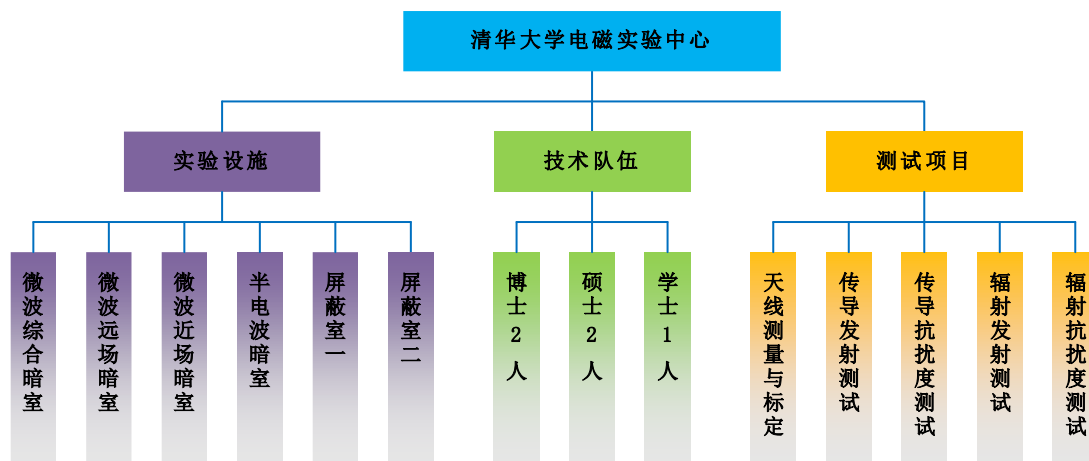 清华大学电磁实验中心
实验设施
技术队伍
测试项目
微波综合暗室
微波远场暗室
微波近场暗室
半电波暗室
屏蔽室一
屏蔽室二
博士2人
硕士2人
学士1人
天线测量与标定
传导发射测试
传导抗扰度测试
辐射发射测试
辐射抗扰度测试